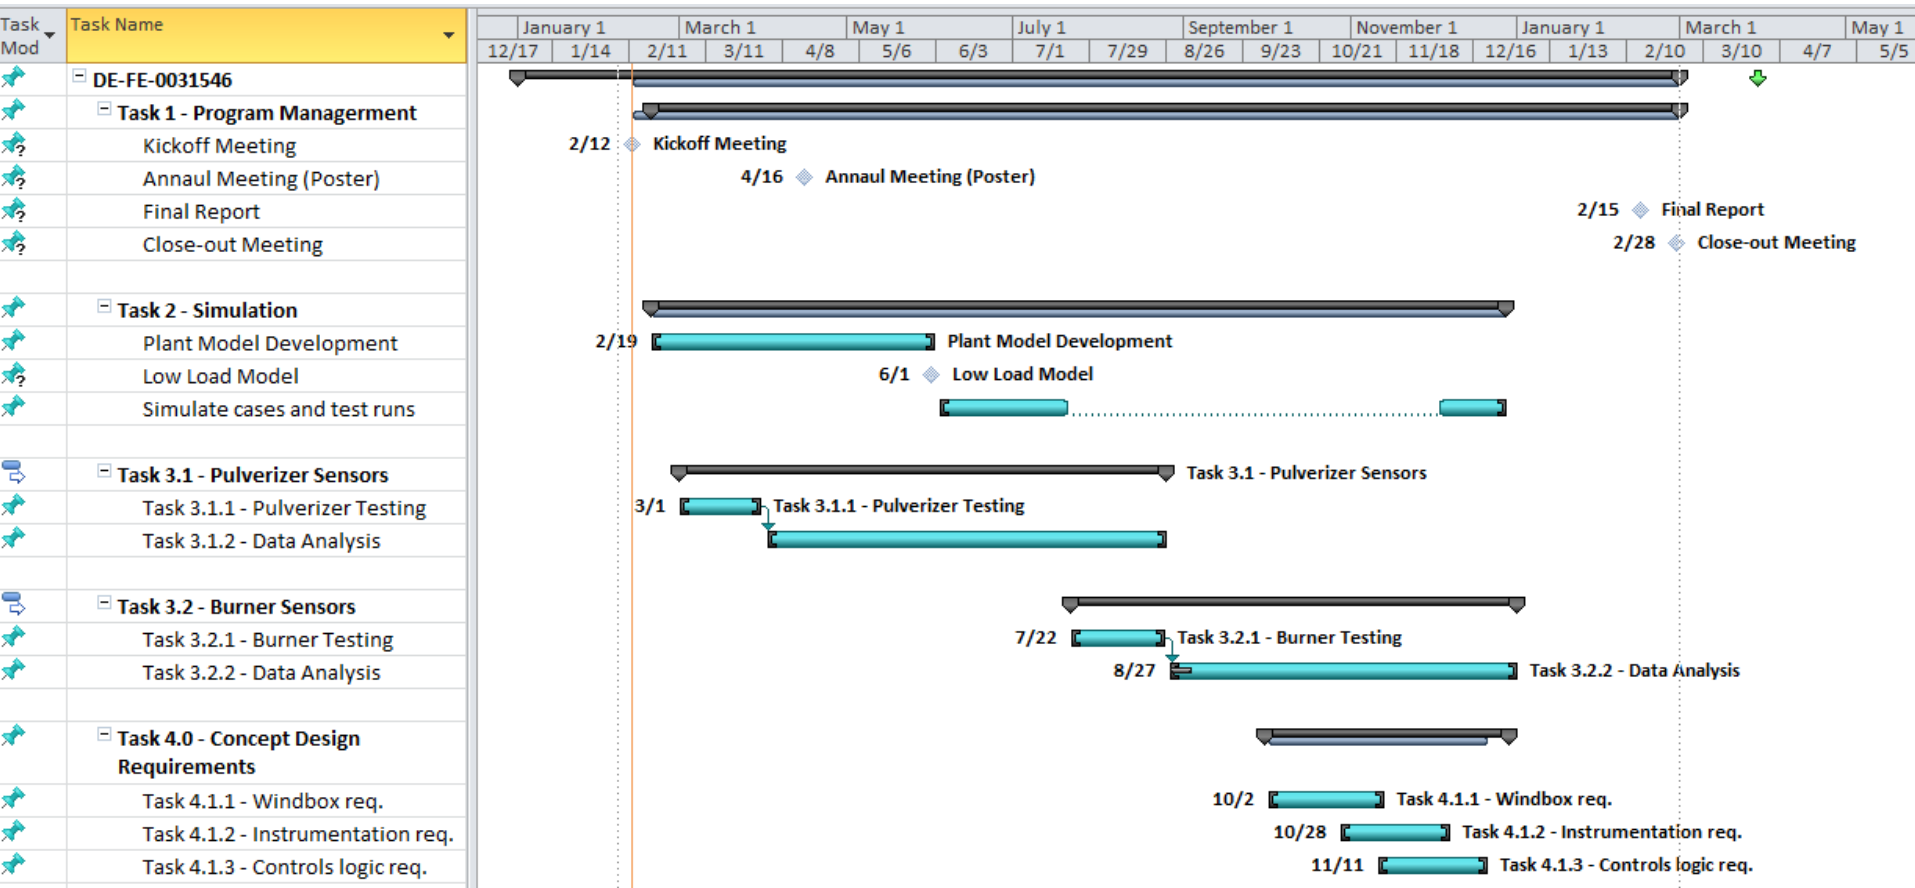 Task Mod
Task Name
January 1 March 1 May 1 July 1 September 1 November 1 January 1 March 1 May 1
12/17 1/14 2/11 3/11 4/8 5/6 6/3 7/1 7/29 8/26 9/23 10/21 11/18 12/16 1/13 2/10 3/10 4/7 5/5
DE-FE-0031546
Task 1 - Program Managerment
Kickoff Meeting 2/12 Kickoff Meeting
Annaul Meeting (Poster) 4/16 Annaul Meeting (Poster)
Final Report 2/15 Final Report
Close-out Meeting 2/28 Close-out Meeting
Task 2 - Simulation
Plant Model Development 2/19 Plant Model Development
Low Load Model 6/1 Low Load Model
Simulate cases and test runs
Task 3.1 - Pulverizer Sensors Task 3.1 - Pulverizer Sensors
Task 3.1.1 - Pulverizer Testing 3/1 Task 3.1.1 - Pulverizer Testing
Task 3.1.2 - Data Analysis
Task 3.2 - Burner Sensors
Task 3.2.1 - Burner Testing 7/22 Task 3.2.1 - Burner Testing
Task 3.2.2 - Data Analysis 8/27 Task 3.2.2 - Data Analysis
Task 4.0 - Concept Design
Requirements
Task 4.1.1 - Windbox req. 10/2 Task 4.1.1 - Windbox req.
Task 4.1.2 - Instrumentation req. 10/28 Task 4.1.2 - Instrumentation req.
Task 4.1.3 - Controls logic req. 11/11 Task 4.1.3 - Controls logic req.